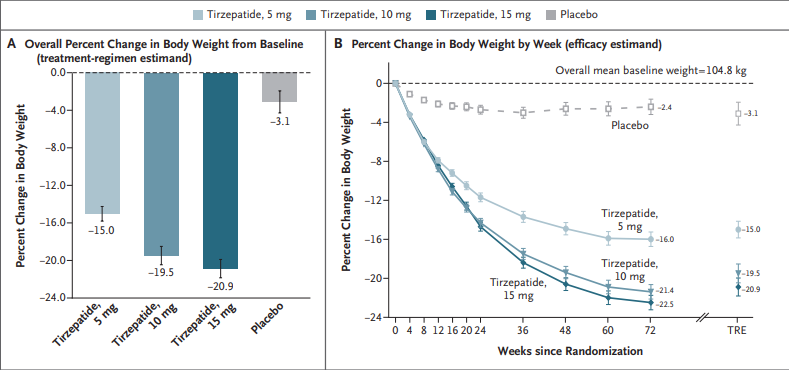 Tirzepatide, 5 mg
Tirzepatide, 10 mg
Tirzepatide, 15 mg
Placebo
A Overall Percent Change in Body Weight from Baseline
(treatment-regimen estimand)
Percent Change in Body Weight
0.0
−4.0
−8.0
−12.0
−16.0
−20.0
−24.0
−15.0
−19.5
−20.9
−3.1
Tirzepatide,
5 mg
Tirzepatide,
10 mg
Tirzepatide,
15 mg
Placebo
B Percent Change in Body Weight by Week (efficacy estimand)
Overall mean baseline weight=104.8 kg
Percent Change in Body Weight
0
−4
−8
−12
−16
−20
−24
−2.4
−3.1
Placebo
Tirzepatide,
5 mg
−16.0
−15.0
Tirzepatide,
10 mg
−19.5
−21.4
−20.9
Tirzepatide,
15 mg
−22.5
0 4 8 12 16 20 24 36 48 60 72 TRE
Weeks since Randomization